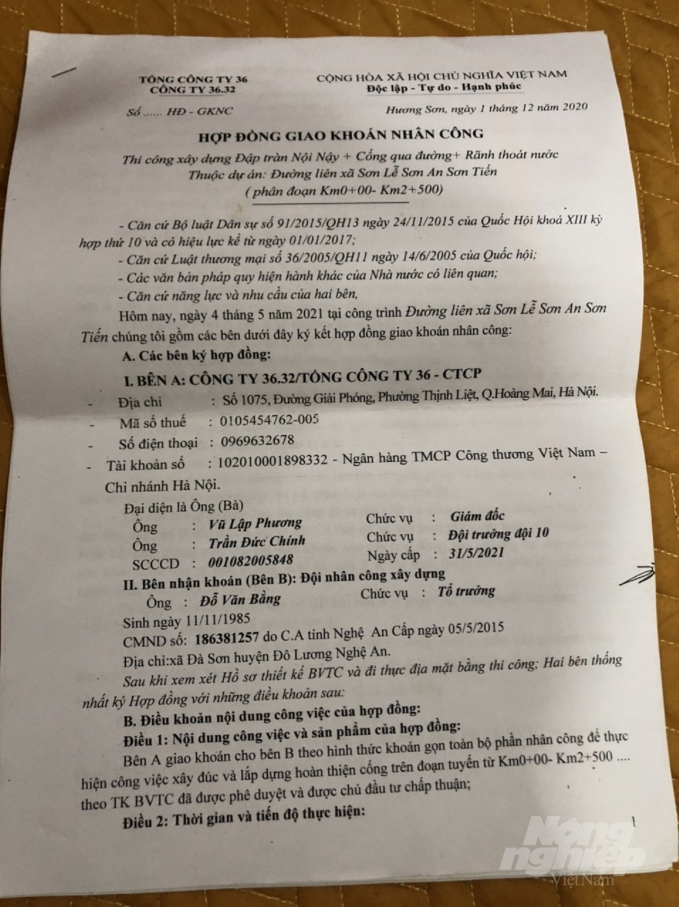 TỔNG CÔNG TY 36
CÔNG TY 36.32
CỘNG HÒA XÃ HỘI CHỦ NGHĨA VIỆT NAM
Độc lập - Tự do - Hạnh phúc
Số ...... HĐ - GKNC
Hương Sơn, ngày 1 tháng 12 năm 2020
HỢP ĐỒNG GIAO KHOÁN NHÂN CÔNG
Thi công xây dựng Đập tràn Nội Nậy + Cống qua đường+ Rãnh thoát nước
Thuộc dự án: Đường liên xã Sơn Lễ Sơn An Sơn Tiến
( phân đoạn Km0+00- Km2+500)
- Căn cứ Bộ luật Dân sự số 91/2015/QH13 ngày 24/11/2015 của Quốc Hội khoá XIII kỳ
hợp thứ 10 và có hiệu lực kể từ ngày 01/01/2017;
- Căn cứ Luật thương mại số 36/2005/QH11 ngày 14/6/2005 của Quốc hội;
- Các văn bản pháp quy hiện hành khác của Nhà nước có liên quan;
- Căn cứ năng lực và nhu cầu của hai bên,
Hôm nay, ngày 4 tháng 5 năm 2021 tại công trình Đường liên xã Sơn Lễ Sơn An Sơn
Tiến chúng tôi gồm các bên dưới đây ký kết hợp đồng giao khoán nhân công:
A. Các bên ký hợp đồng:
I. BÊN A: CÔNG TY 36.32/TỔNG CÔNG TY 36 - CTCP
- Địa chỉ : Số 1075, Đường Giải Phóng, Phường Thịnh Liệt, Q.Hoàng Mai, Hà Nội.
- Mã số thuế : 0105454762-005
- Số điện thoại : 0969632678
- Tài khoản số : 102010001898332 - Ngân hàng TMCP Công thương Việt Nam –
Chi nhánh Hà Nội.
Đại diện là Ông (Bà)
Ông : Vũ Lập Phương Chức vụ : Giám đốc
Ông : Trần Đức Chính Chức vụ : Đội trưởng đội 10
SCCCD : 001082005848 Ngày cấp : 31/5/2021
II. Bên nhận khoán (Bên B): Đội nhân công xây dựng
Ông : Đỗ Văn Bằng Chức vụ : Tổ trưởng
Sinh ngày 11/11/1985
CMND số: 186381257 do C.A tỉnh Nghệ An Cấp ngày 05/5/2015
Địa chỉ:xã Đà Sơn huyện Đô Lương Nghệ An.
Sau khi xem xét Hồ sơ thiết kế BVTC và đi thực địa mặt bằng thi công; Hai bên thống
nhất ký Hợp đồng với những điều khoản sau:
B. Điều khoản nội dung công việc của hợp đồng:
Điều 1: Nội dung công việc và sản phẩm của hợp đồng:
Bên A giao khoán cho bên B theo hình thức khoán gọn toàn bộ phần nhân công để thực
hiện công việc xây đúc và lắp dựng hoàn thiện cống trên đoạn tuyến từ Km0+00- Km2+500 ....
theo TK BVTC đã được phê duyệt và được chủ đầu tư chấp thuận;
Điều 2: Thời gian và tiến độ thực hiện:
1
Nông
nghiệp
Việt Nam